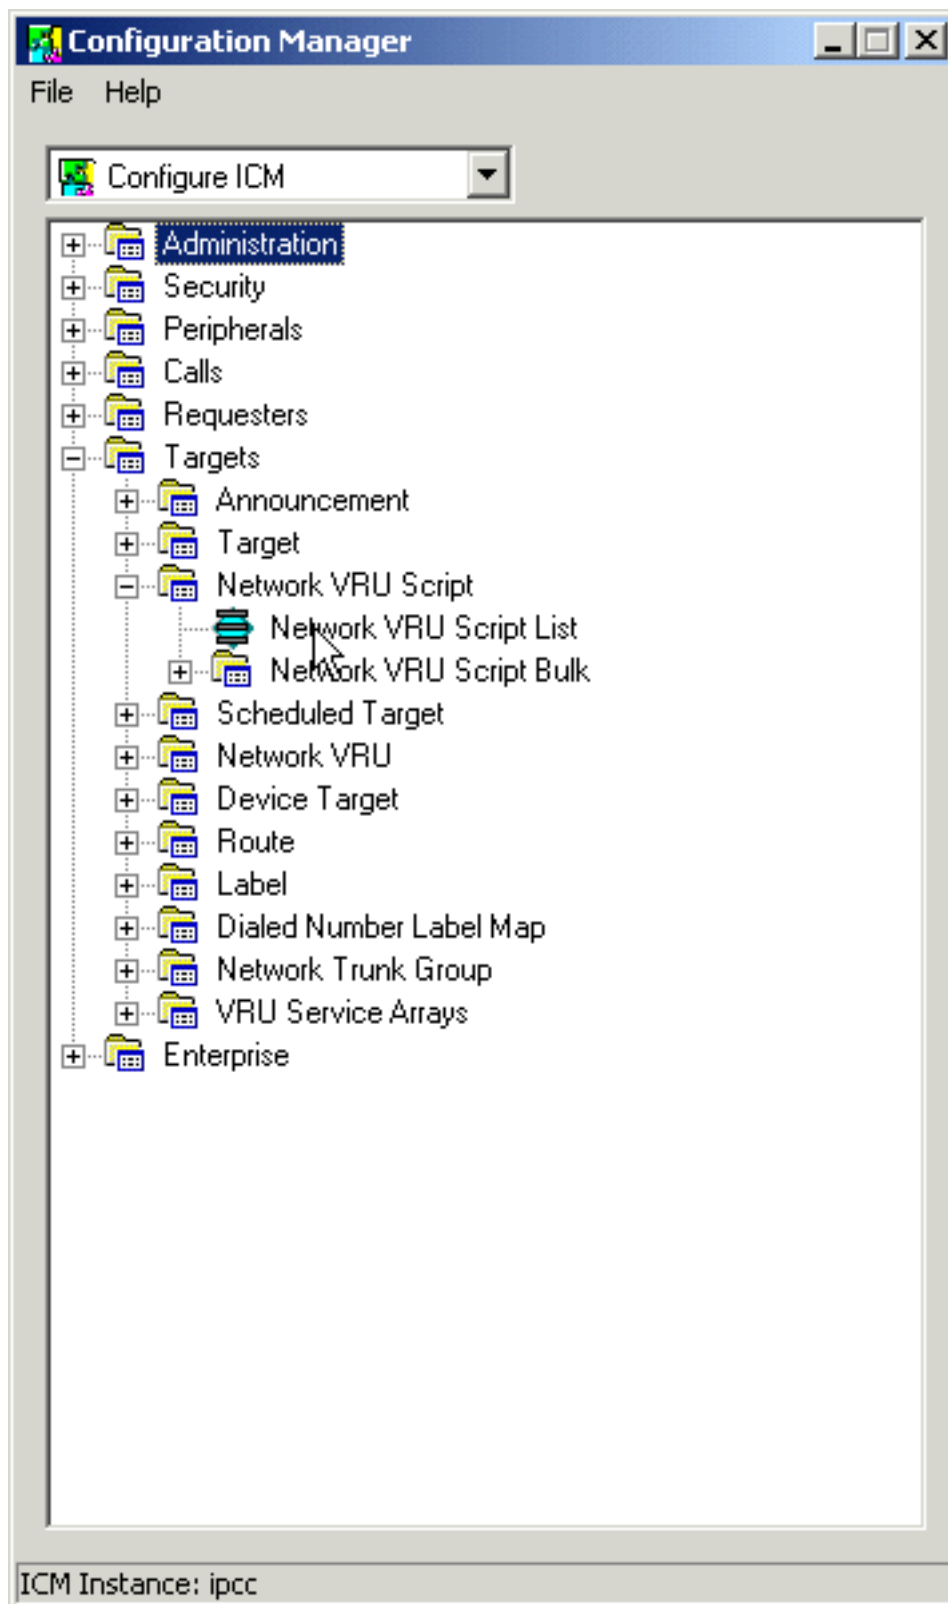 Configuration Manager
File Help
Configure ICM
Administration
Security
Peripherals
Calls
Requesters
Targets
Announcement
Target
Network VRU Script
Network VRU Script List
Network VRU Script Bulk
Scheduled Target
Network VRU
Device Target
Route
Label
Dialed Number Label Map
Network Trunk Group
VRU Service Arrays
Enterprise
ICM Instance: ipcc